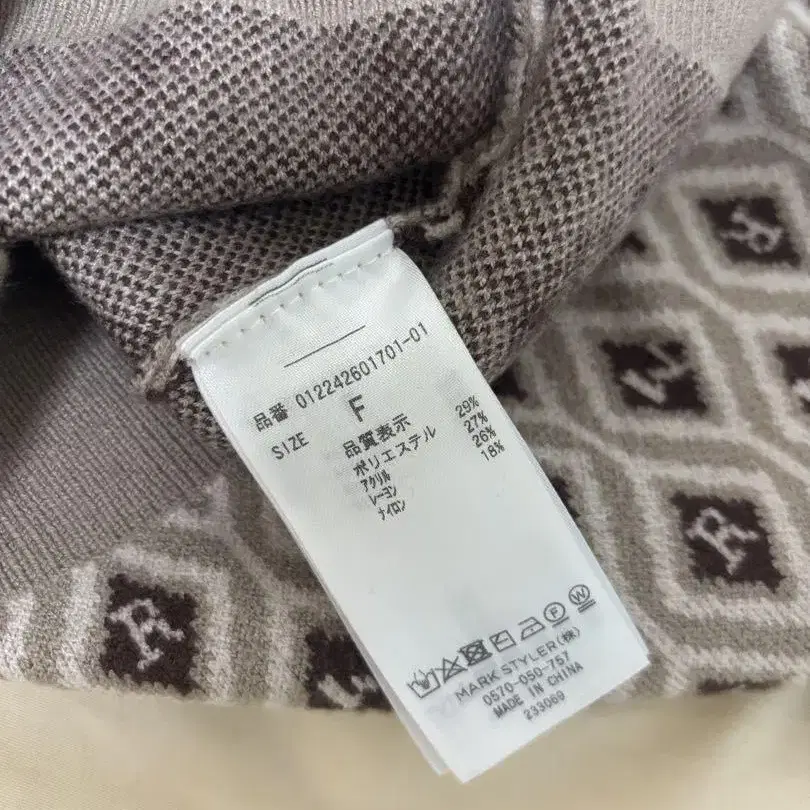 品番 012242601701-01
SIZE F
品質表示
ポリエステル 29%
アクリル 27%
レーヨン 26%
ナイロン 18%
P W
MARK STYLER(株)
0570-050-757
MADE IN CHINA
233069
R
M
R
R